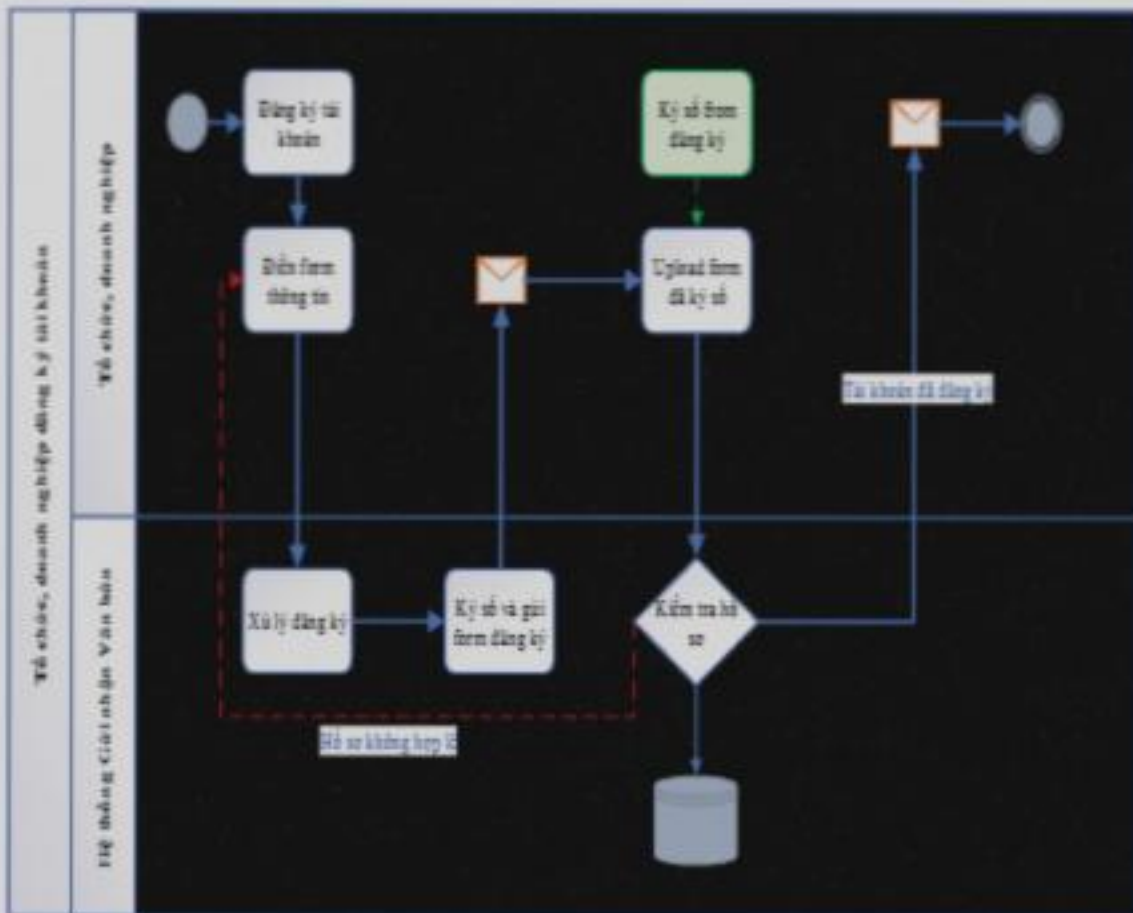 Tổ chức, doanh nghiệp đăng ký tài khoản
Tổ chức, doanh nghiệp
Đăng ký tài
khoản
Ký số from
đăng ký
Điền form
thông tin
Upload form
đã ký số
Tài khoản đã đăng ký
Hệ thống Gửi nhận Văn bản
Xử lý đăng ký
Ký số và gửi
form đăng ký
Kiểm tra hồ
sơ
Hồ sơ không hợp lệ